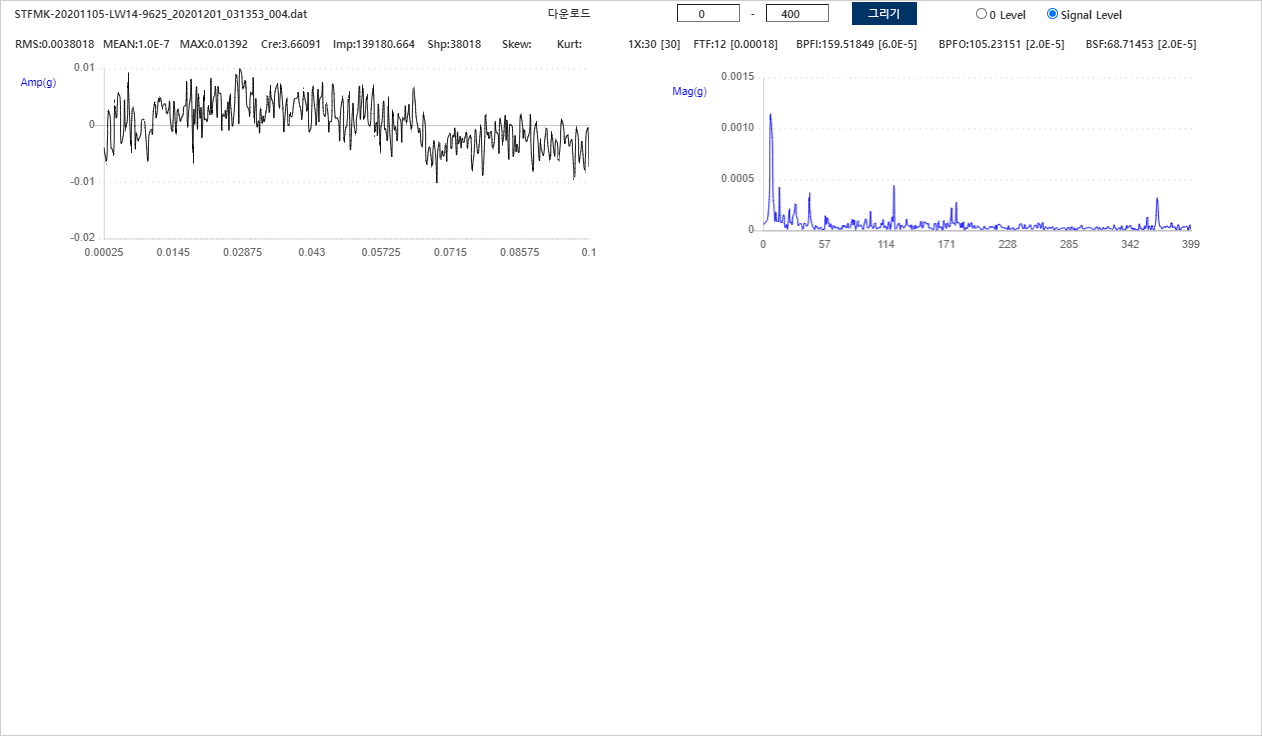 STFMK-20201105-LW14-9625_20201201_031353_004.dat 다운로드 0 - 400 그리기 0 Level Signal Level
RMS:0.0038018 MEAN:1.0E-7 MAX:0.01392 Cre:3.66091 Imp:139180.664 Shp:38018 Skew: Kurt: 1X:30 [30] FTF:12 [0.00018] BPFI:159.51849 [6.0E-5] BPFO:105.23151 [2.0E-5] BSF:68.71453 [2.0E-5]
Amp(g)
0.01
0
-0.01
-0.02
0.00025 0.0145 0.02875 0.043 0.05725 0.0715 0.08575 0.1
Mag(g)
0.0015
0.0010
0.0005
0
0 57 114 171 228 285 342 399